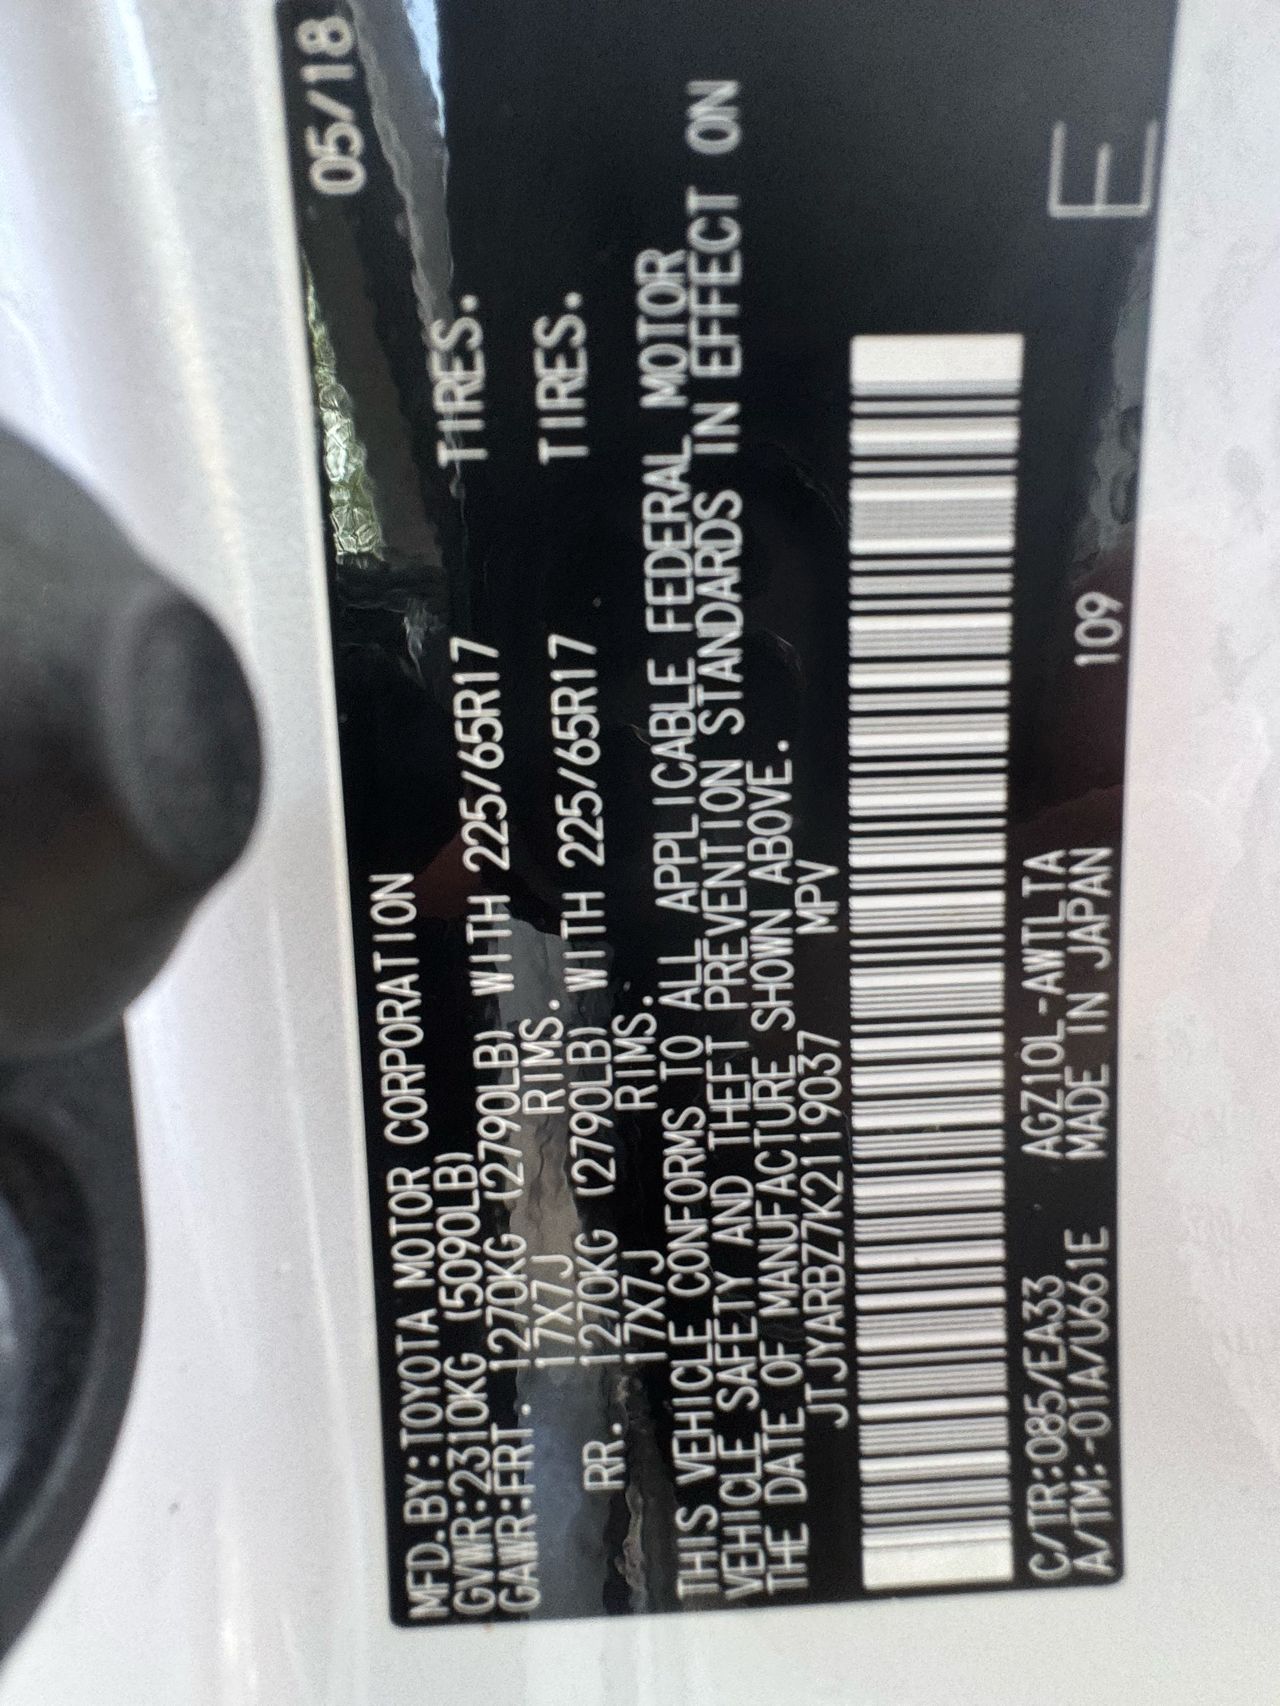 MFD.BY:TOYOTA MOTOR CORPORATION 05/18
GVWR:2310KG (5090LB)
GAWR:FRT. 1270KG (2790LB) WITH 225/65R17 TIRES.
17X7J RIMS.
RR. 1270KG (2790LB) WITH 225/65R17 TIRES.
17X7J RIMS.
THIS VEHICLE CONFORMS TO ALL APPLICABLE FEDERAL MOTOR
VEHICLE SAFETY AND THEFT PREVENTION STANDARDS IN EFFECT ON
THE DATE OF MANUFACTURE SHOWN ABOVE.
JTJYARBZ7K2119037 MPV
C/TR:085/EA33 AGZ10L-AWTLTA
A/TM:-01A/U661E MADE IN JAPAN 109 E